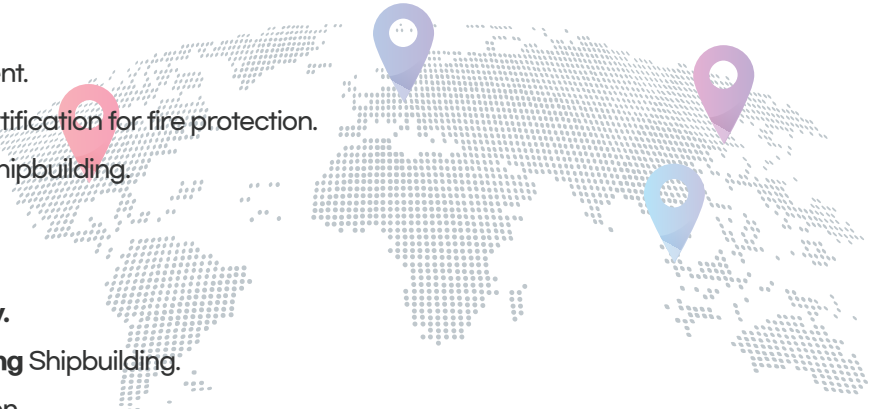 nt.
tification for fire protection.
hipbuilding.
y.
ng Shipbuilding.